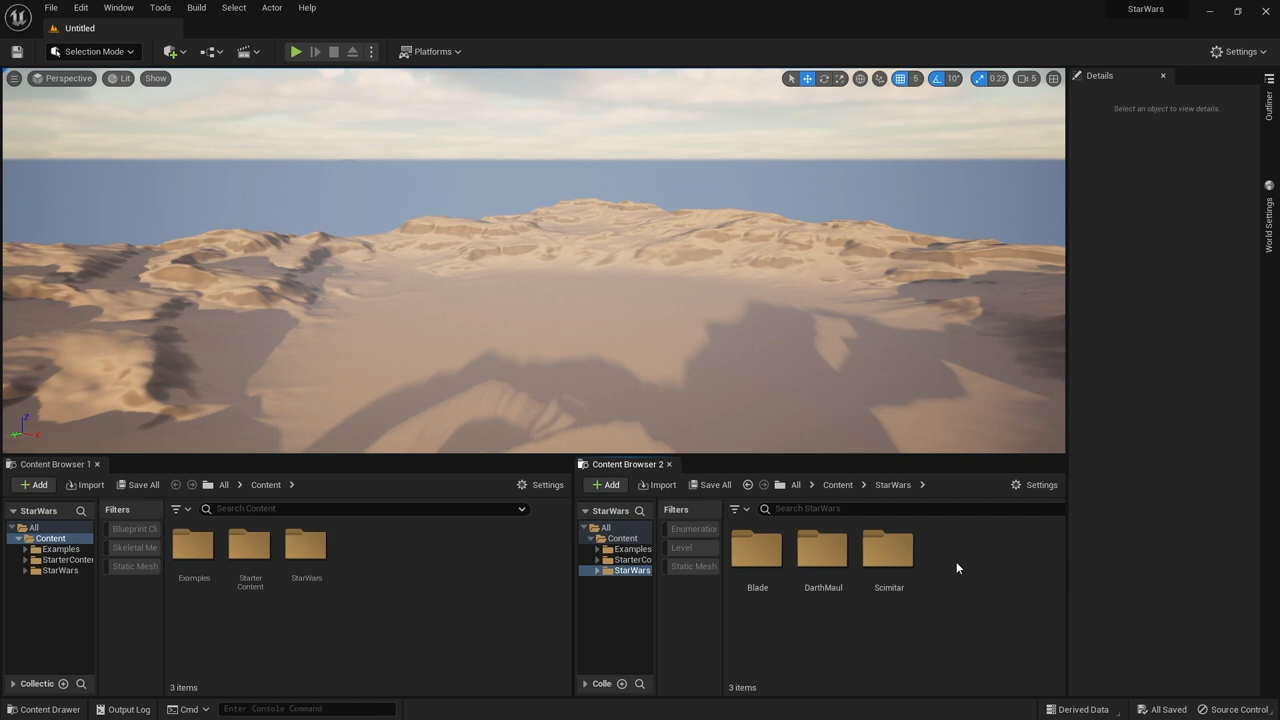 File Edit Window Tools Build Select Actor Help
StarWars
Untitled
Selection Mode
Platforms
Settings
Perspective
Lit
Show
5
10°
0.25
5
Details
Select an object to view details.
Outliner
World Settings
Content Browser 1
Add
Import
Save All
All
Content
Settings
StarWars
Filters
Search Content
All
Content
Examples
StarterConter
StarWars
Blueprint Cl
Skeletal Me
Static Mesh
Examples
Starter
Content
StarWars
Collectic
3 items
Content Browser 2
Add
Import
Save All
All
Content
StarWars
Settings
StarWars
Filters
Search StarWars
All
Content
Examples
StarterCo
StarWars
Enumeratio
Level
Static Mesh
Blade
DarthMaul
Scimitar
Colle
3 items
Content Drawer
Output Log
Cmd
Enter Console Command
Derived Data
All Saved
Source Control
X
Z